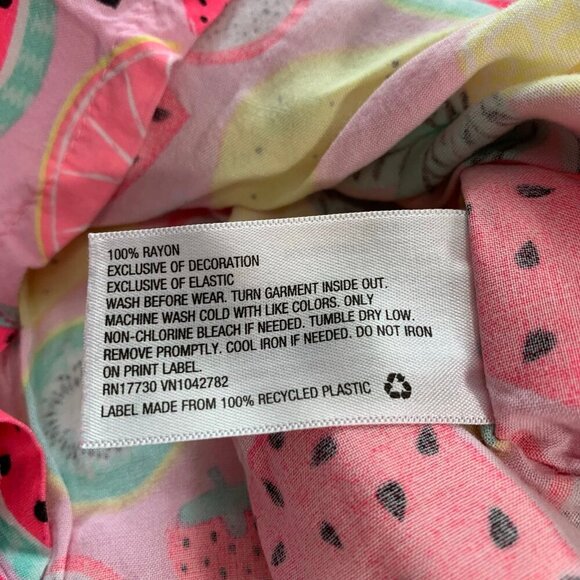 100% RAYON
EXCLUSIVE OF DECORATION
EXCLUSIVE OF ELASTIC
WASH BEFORE WEAR. TURN GARMENT INSIDE OUT.
MACHINE WASH COLD WITH LIKE COLORS. ONLY
NON-CHLORINE BLEACH IF NEEDED. TUMBLE DRY LOW.
REMOVE PROMPTLY. COOL IRON IF NEEDED. DO NOT IRON
ON PRINT LABEL.
RN17730 VN1042782
LABEL MADE FROM 100% RECYCLED PLASTIC